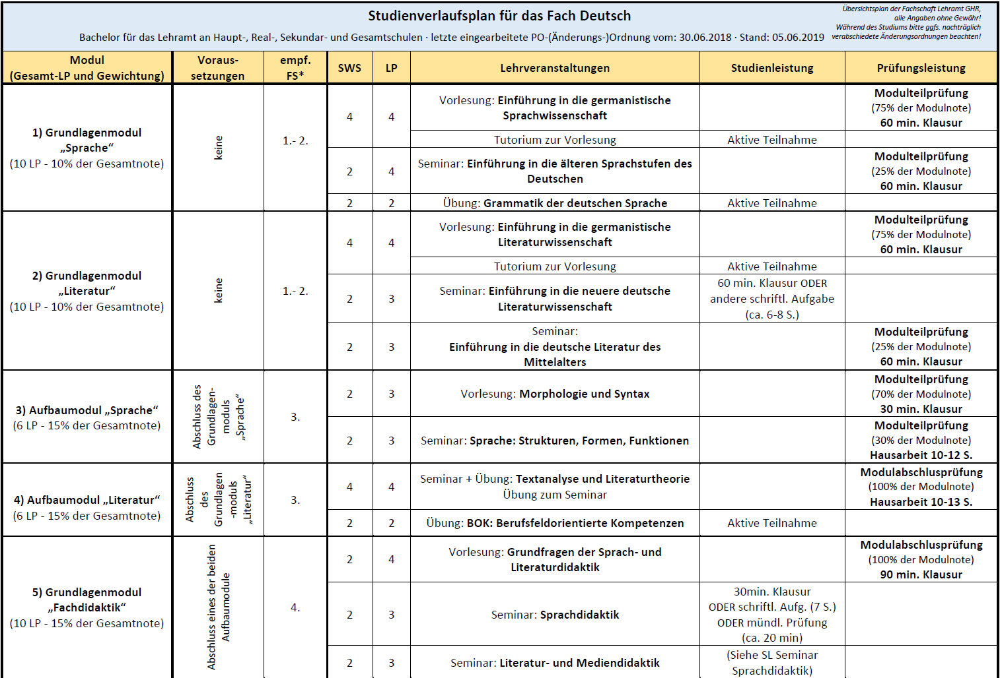 Studienverlaufsplan für das Fach Deutsch
Bachelor für das Lehramt an Haupt-, Real-, Sekundar- und Gesamtschulen · letzte eingearbeitete PO-(Änderungs-)Ordnung vom: 30.06.2018 · Stand: 05.06.2019
Übersichtsplan der Fachschaft Lehramt GHR,
alle Angaben ohne Gewähr!
Während des Studiums bitte ggfs. nachträglich
verabschiedete Änderungsordnungen beachten!
Modul
(Gesamt-LP und Gewichtung)
Voraus-
setzungen
empf.
FS*
SWS
LP
Lehrveranstaltungen
Studienleistung
Prüfungsleistung
1) Grundlagenmodul
„Sprache“
(10 LP - 10% der Gesamtnote)
keine
1.- 2.
4
4
Vorlesung: Einführung in die germanistische
Sprachwissenschaft
Modulteilprüfung
(75% der Modulnote)
60 min. Klausur
Tutorium zur Vorlesung
Aktive Teilnahme
2
4
Seminar: Einführung in die älteren Sprachstufen des
Deutschen
Modulteilprüfung
(25% der Modulnote)
60 min. Klausur
2
2
Übung: Grammatik der deutschen Sprache
Aktive Teilnahme
2) Grundlagenmodul
„Literatur“
(10 LP - 10% der Gesamtnote)
keine
1.- 2.
4
4
Vorlesung: Einführung in die germanistische
Literaturwissenschaft
Modulteilprüfung
(75% der Modulnote)
60 min. Klausur
Tutorium zur Vorlesung
Aktive Teilnahme
2
3
Seminar: Einführung in die neuere deutsche
Literaturwissenschaft
60 min. Klausur ODER
andere schriftl. Aufgabe
(ca. 6-8 S.)
2
3
Seminar:
Einführung in die deutsche Literatur des
Mittelalters
Modulteilprüfung
(25% der Modulnote)
60 min. Klausur
3) Aufbaumodul „Sprache“
(6 LP - 15% der Gesamtnote)
Abschluss des
Grundlagen-
moduls
„Sprache“
3.
2
3
Vorlesung: Morphologie und Syntax
Modulteilprüfung
(70% der Modulnote)
30 min. Klausur
2
3
Seminar: Sprache: Strukturen, Formen, Funktionen
Modulteilprüfung
(30% der Modulnote)
Hausarbeit 10-12 S.
4) Aufbaumodul „Literatur“
(6 LP - 15% der Gesamtnote)
Abschluss
des
Grundlagen
-moduls
„Literatur“
3.
4
4
Seminar + Übung: Textanalyse und Literaturtheorie
Übung zum Seminar
Modulabschlusprüfung
(100% der Modulnote)
Hausarbeit 10-13 S.
2
2
Übung: BOK: Berufsfeldorientierte Kompetenzen
Aktive Teilnahme
5) Grundlagenmodul
„Fachdidaktik“
(10 LP - 15% der Gesamtnote)
Abschluss eines der beiden
Aufbaumodule
4.
2
4
Vorlesung: Grundfragen der Sprach- und
Literaturdidaktik
Modulabschlusprüfung
(100% der Modulnote)
90 min. Klausur
2
3
Seminar: Sprachdidaktik
30min. Klausur
ODER schriftl. Aufg. (7 S.)
ODER mündl. Prüfung
(ca. 20 min)
2
3
Seminar: Literatur- und Mediendidaktik
(Siehe SL Seminar
Sprachdidaktik)